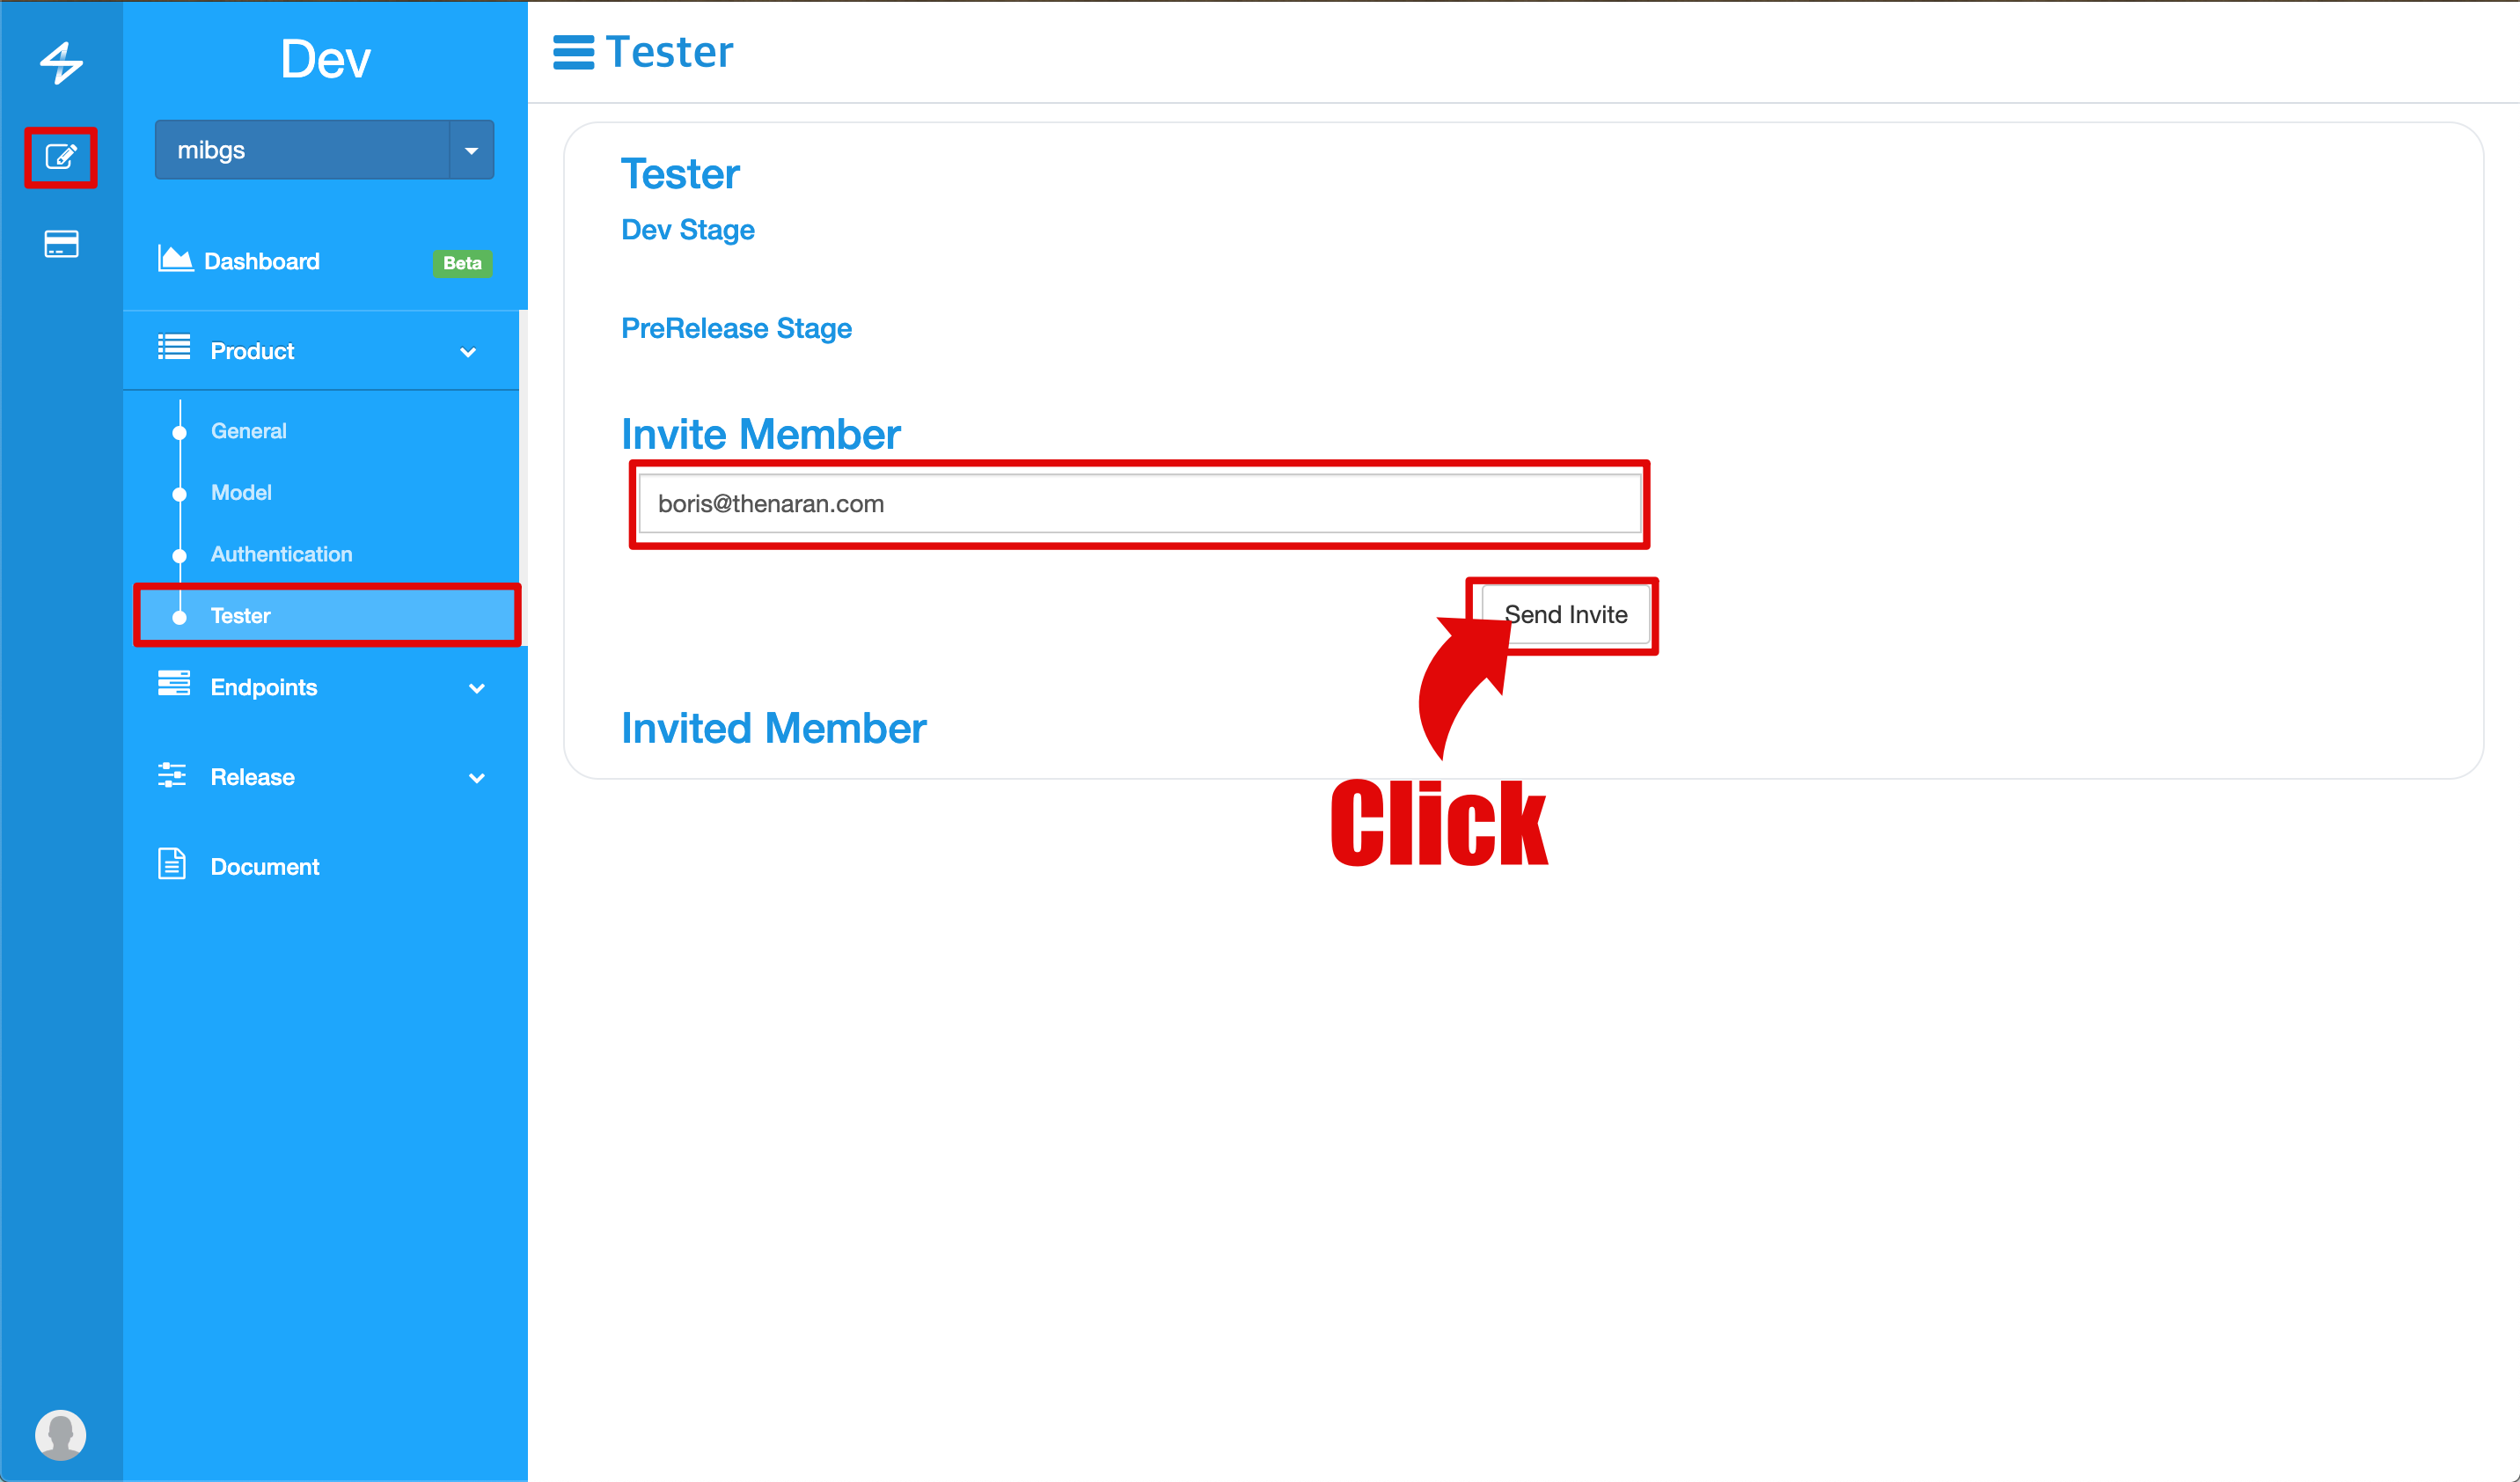 Dev
mibgs
Dashboard
Beta
Product
General
Model
Authentication
Tester
Endpoints
Release
Document
Tester
Tester
Dev Stage
PreRelease Stage
Invite Member
boris@thenaran.com
Send Invite
Invited Member
Click